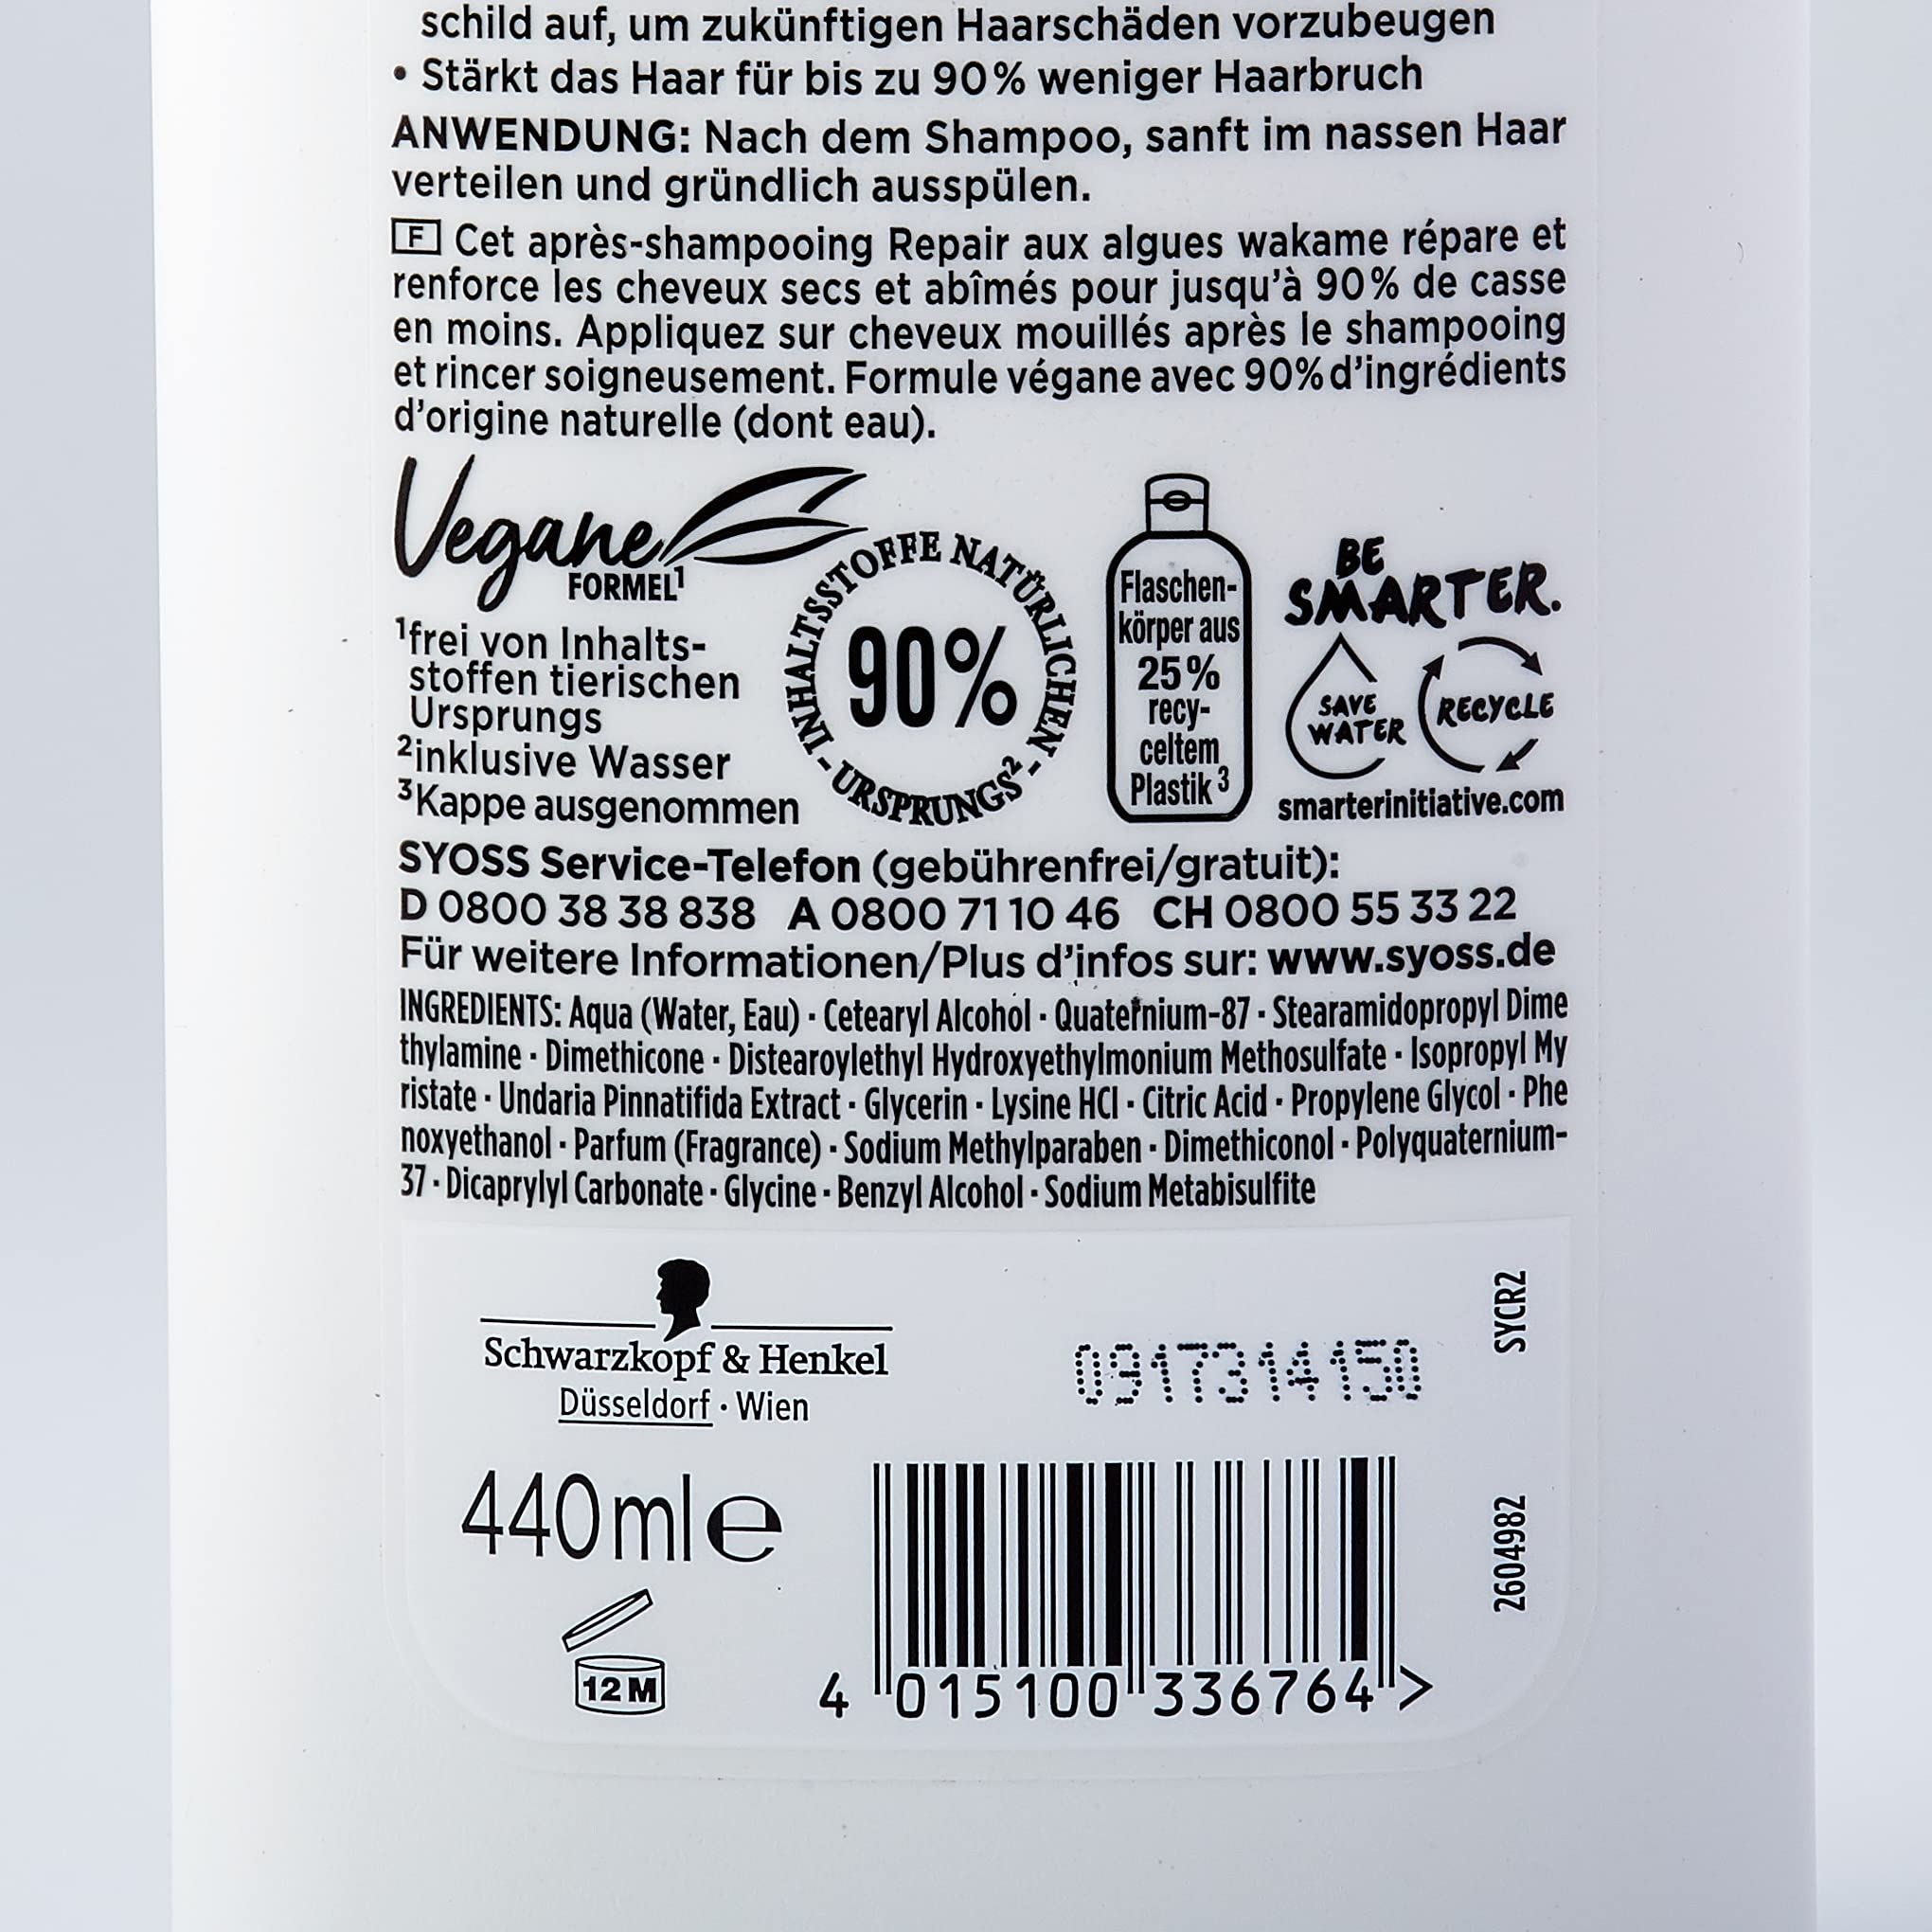 schild auf, um zukünftigen Haarschäden vorzubeugen
• Stärkt das Haar für bis zu 90% weniger Haarbruch
ANWENDUNG: Nach dem Shampoo, sanft im nassen Haar
verteilen und gründlich ausspülen.
F Cet après-shampooing Repair aux algues wakame répare et
renforce les cheveux secs et abîmés pour jusqu'à 90% de casse
en moins. Appliquez sur cheveux mouillés après le shampooing
et rincer soigneusement. Formule végane avec 90% d'ingrédients
d'origine naturelle (dont eau).
Vegane
FORMEL¹
¹frei von Inhalts-
stoffen tierischen
Ursprungs
²inklusive Wasser
³Kappe ausgenommen
INHALTSSTOFFE NATÜRLICHEN - URSPRUNGS² -
90%
Flaschen-
körper aus
25%
recy-
celtem
Plastik³
BE
SMARTER.
SAVE
WATER
RECYCLE
smarterinitiative.com
SYOSS Service-Telefon (gebührenfrei/gratuit):
D 0800 38 38 838 A 0800 71 10 46 CH 0800 55 33 22
Für weitere Informationen/Plus d'infos sur: www.syoss.de
INGREDIENTS: Aqua (Water, Eau) · Cetearyl Alcohol · Quaternium-87 · Stearamidopropyl Dime
thylamine · Dimethicone · Distearoylethyl Hydroxyethylmonium Methosulfate · Isopropyl My
ristate · Undaria Pinnatifida Extract · Glycerin · Lysine HCl · Citric Acid · Propylene Glycol · Phe
noxyethanol · Parfum (Fragrance) · Sodium Methylparaben · Dimethiconol · Polyquaternium-
37 · Dicaprylyl Carbonate · Glycine · Benzyl Alcohol · Sodium Metabisulfite
Schwarzkopf & Henkel
Düsseldorf · Wien
0917314150
SYCR2
440 ml e
2604982
12 M
4 015100 336764 >